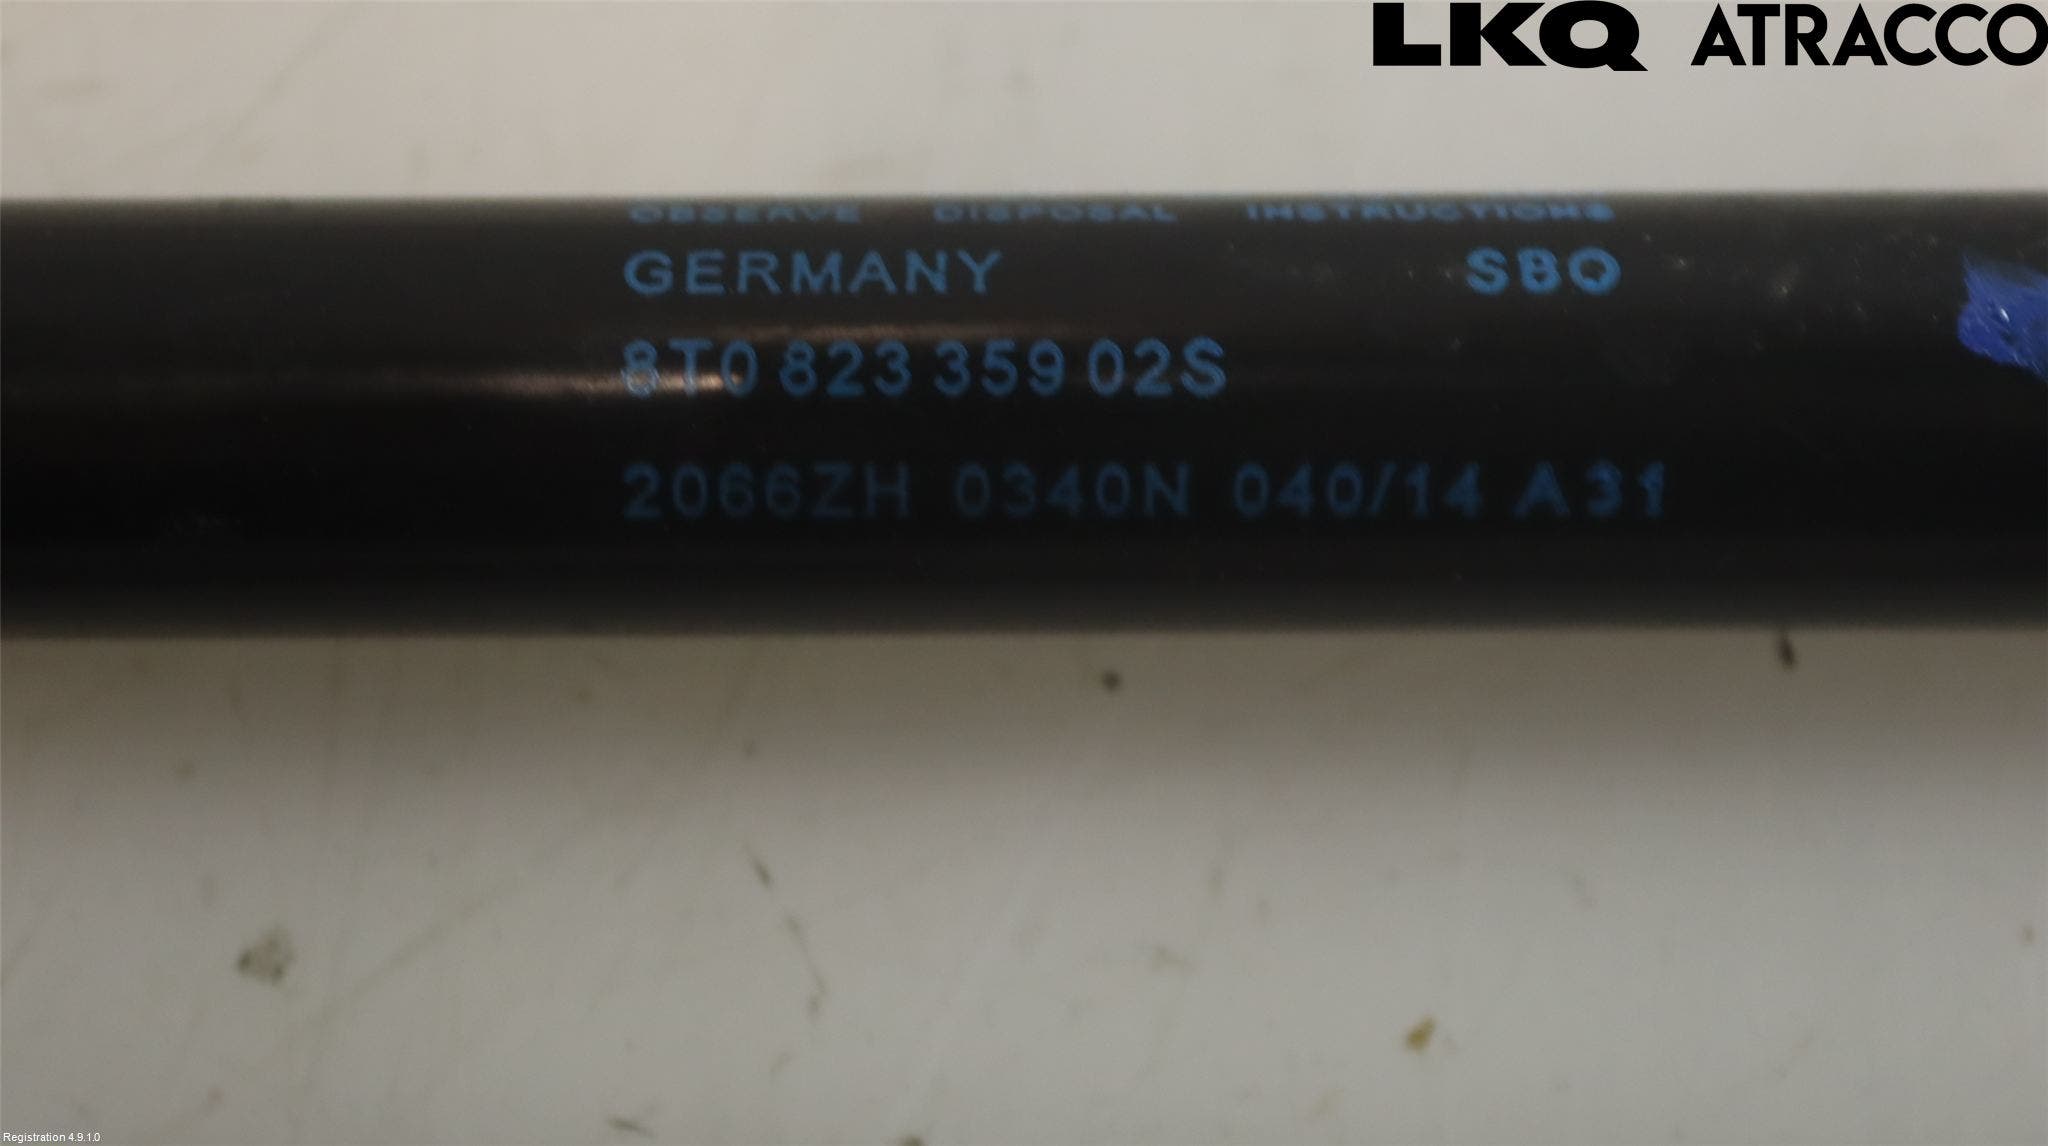 LKQ ATRACCO
OBSERVE DISPOSAL INSTRUCTIONS
GERMANY SBO
8T0 823 359 02S
2066ZH 0340N 040/14 A31
Registration 4.9.1.0